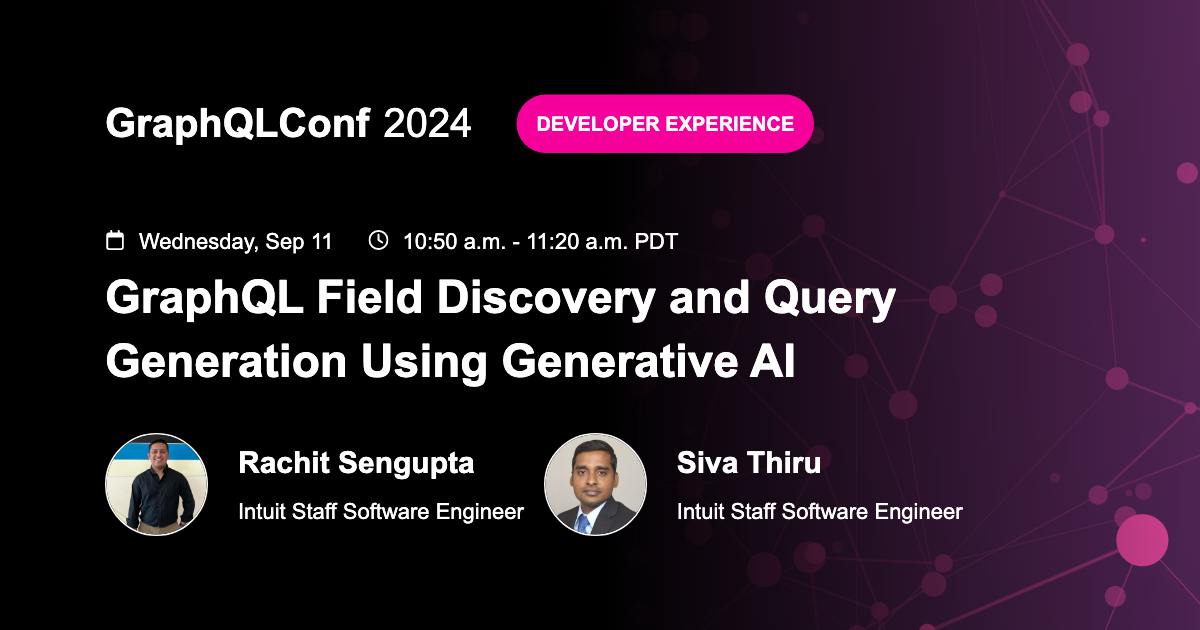 GraphQLConf 2024
DEVELOPER EXPERIENCE
Wednesday, Sep 11
10:50 a.m. - 11:20 a.m. PDT
GraphQL Field Discovery and Query
Generation Using Generative AI
Rachit Sengupta
Intuit Staff Software Engineer
Siva Thiru
Intuit Staff Software Engineer